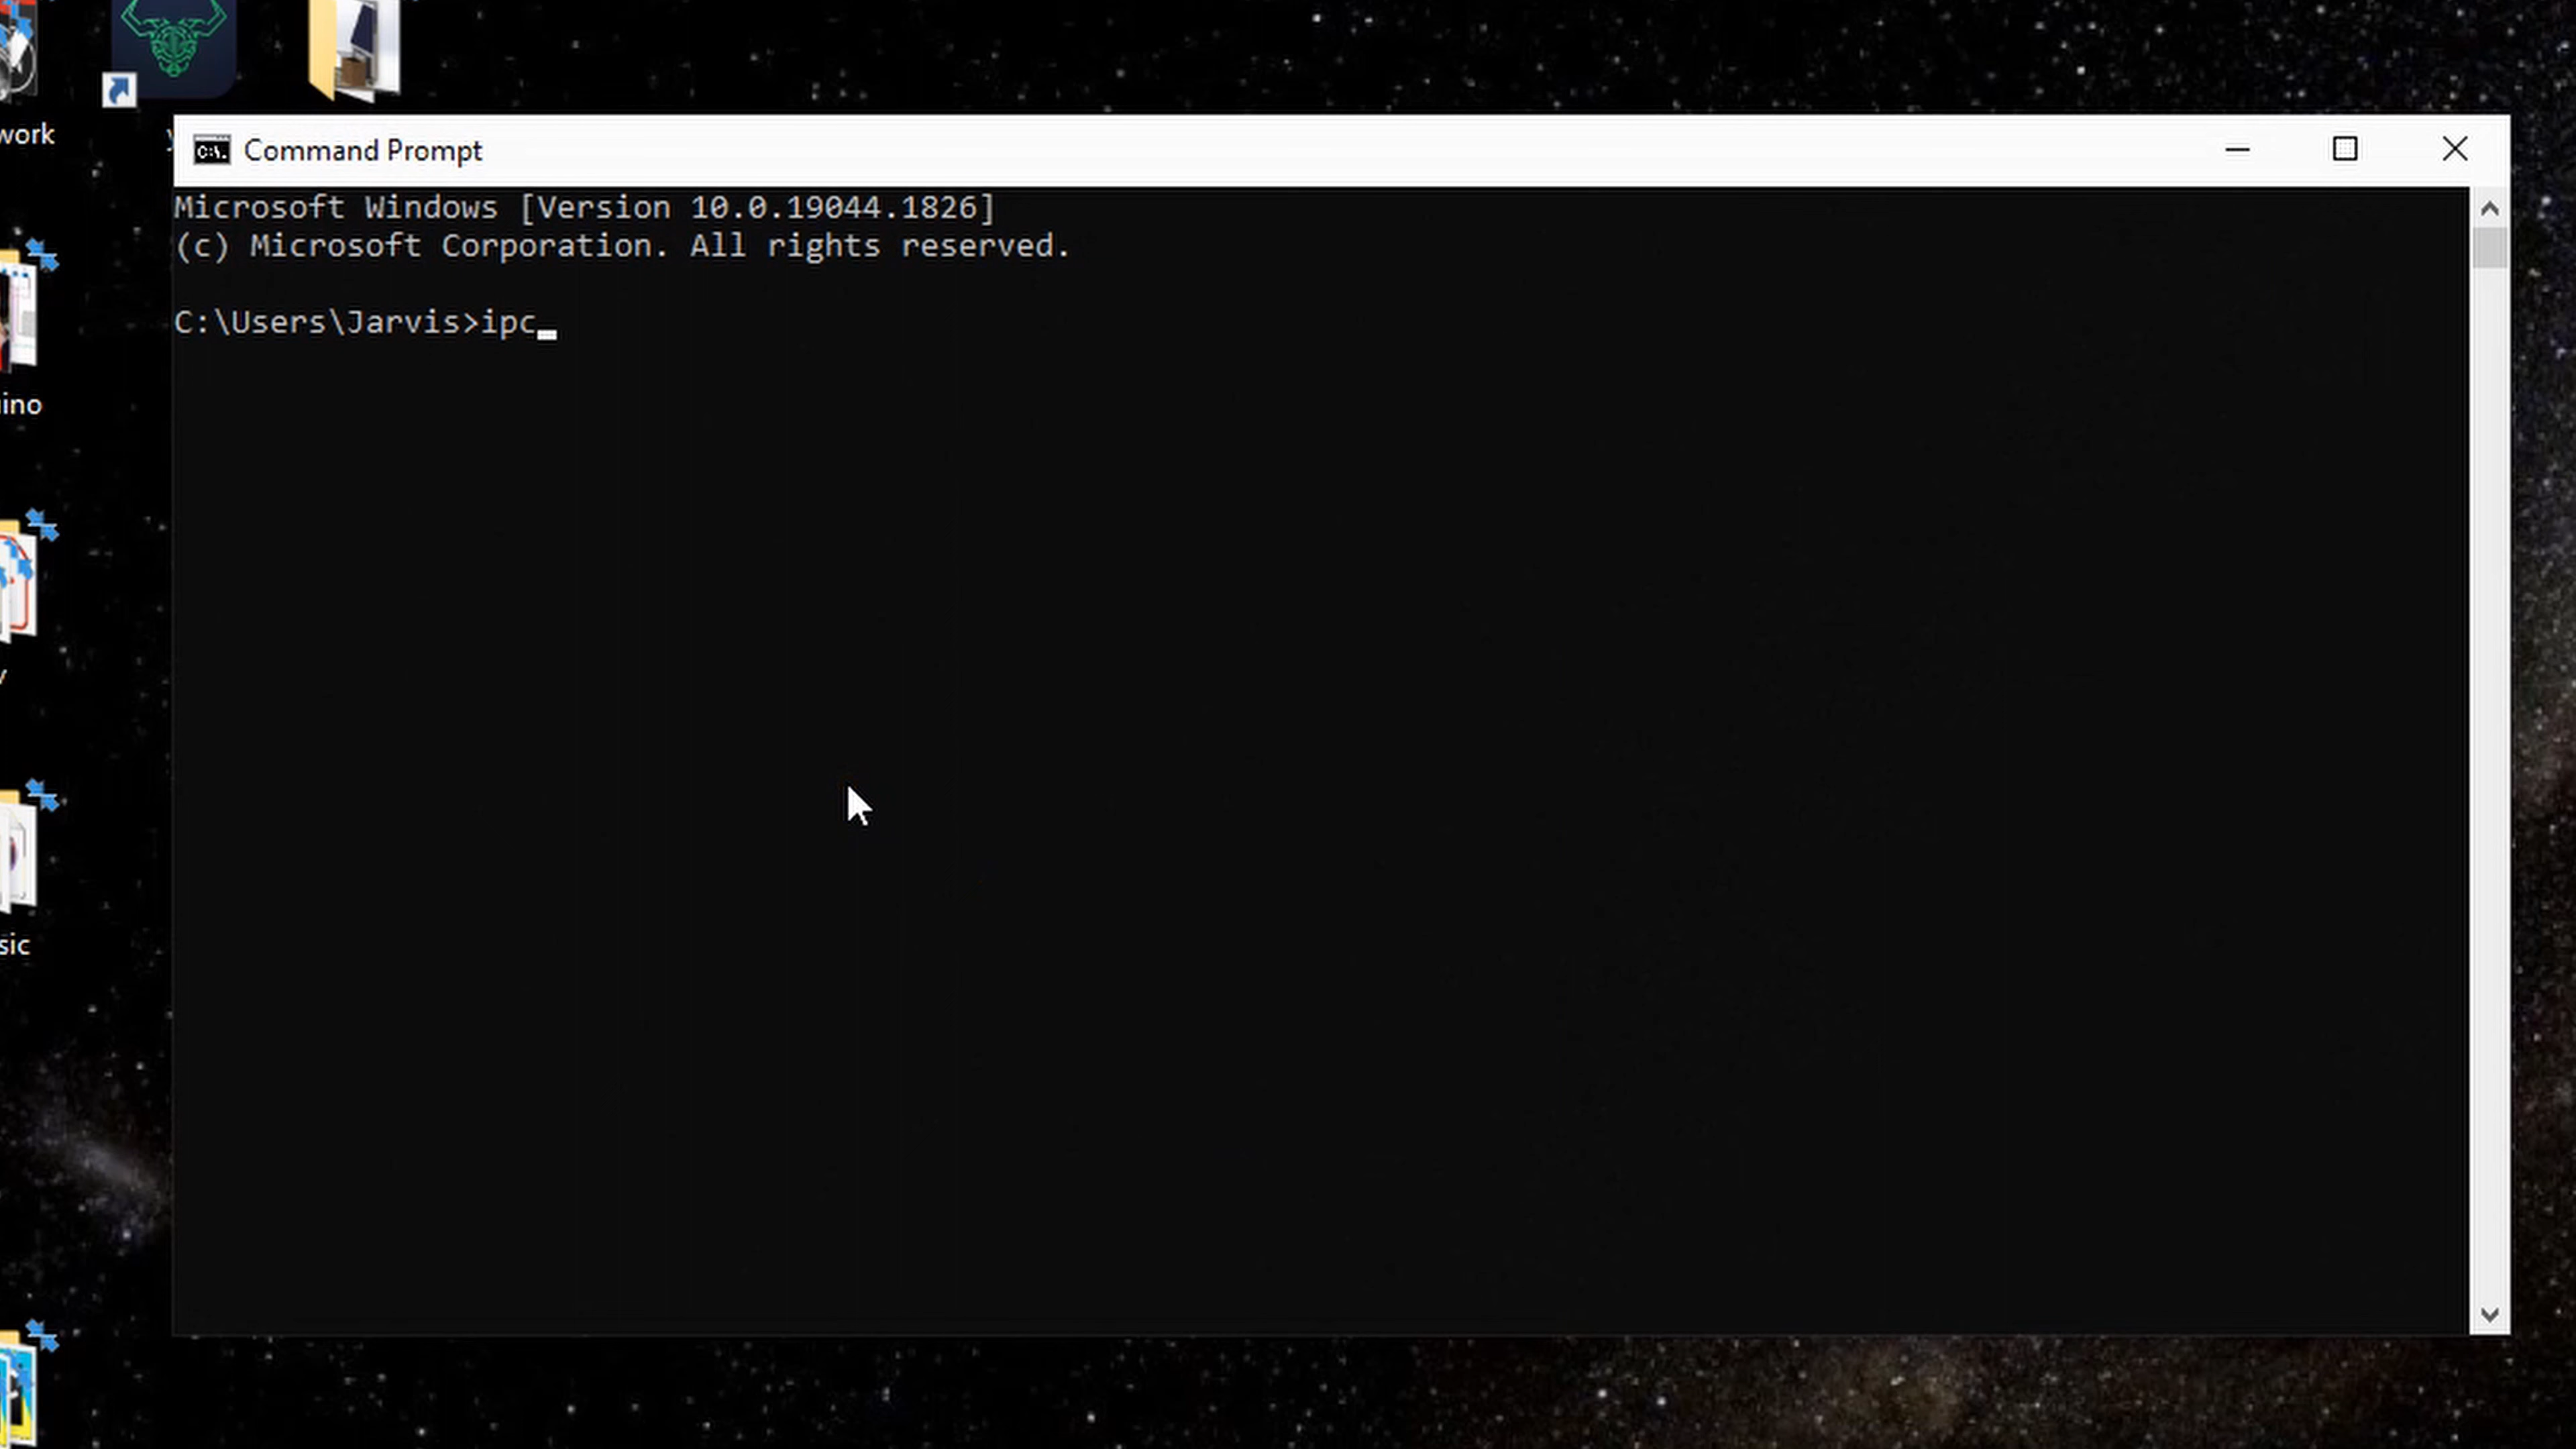 work
Command Prompt
Microsoft Windows [Version 10.0.19044.1826]
(c) Microsoft Corporation. All rights reserved.
C:\Users\Jarvis>ipc
ino
sic